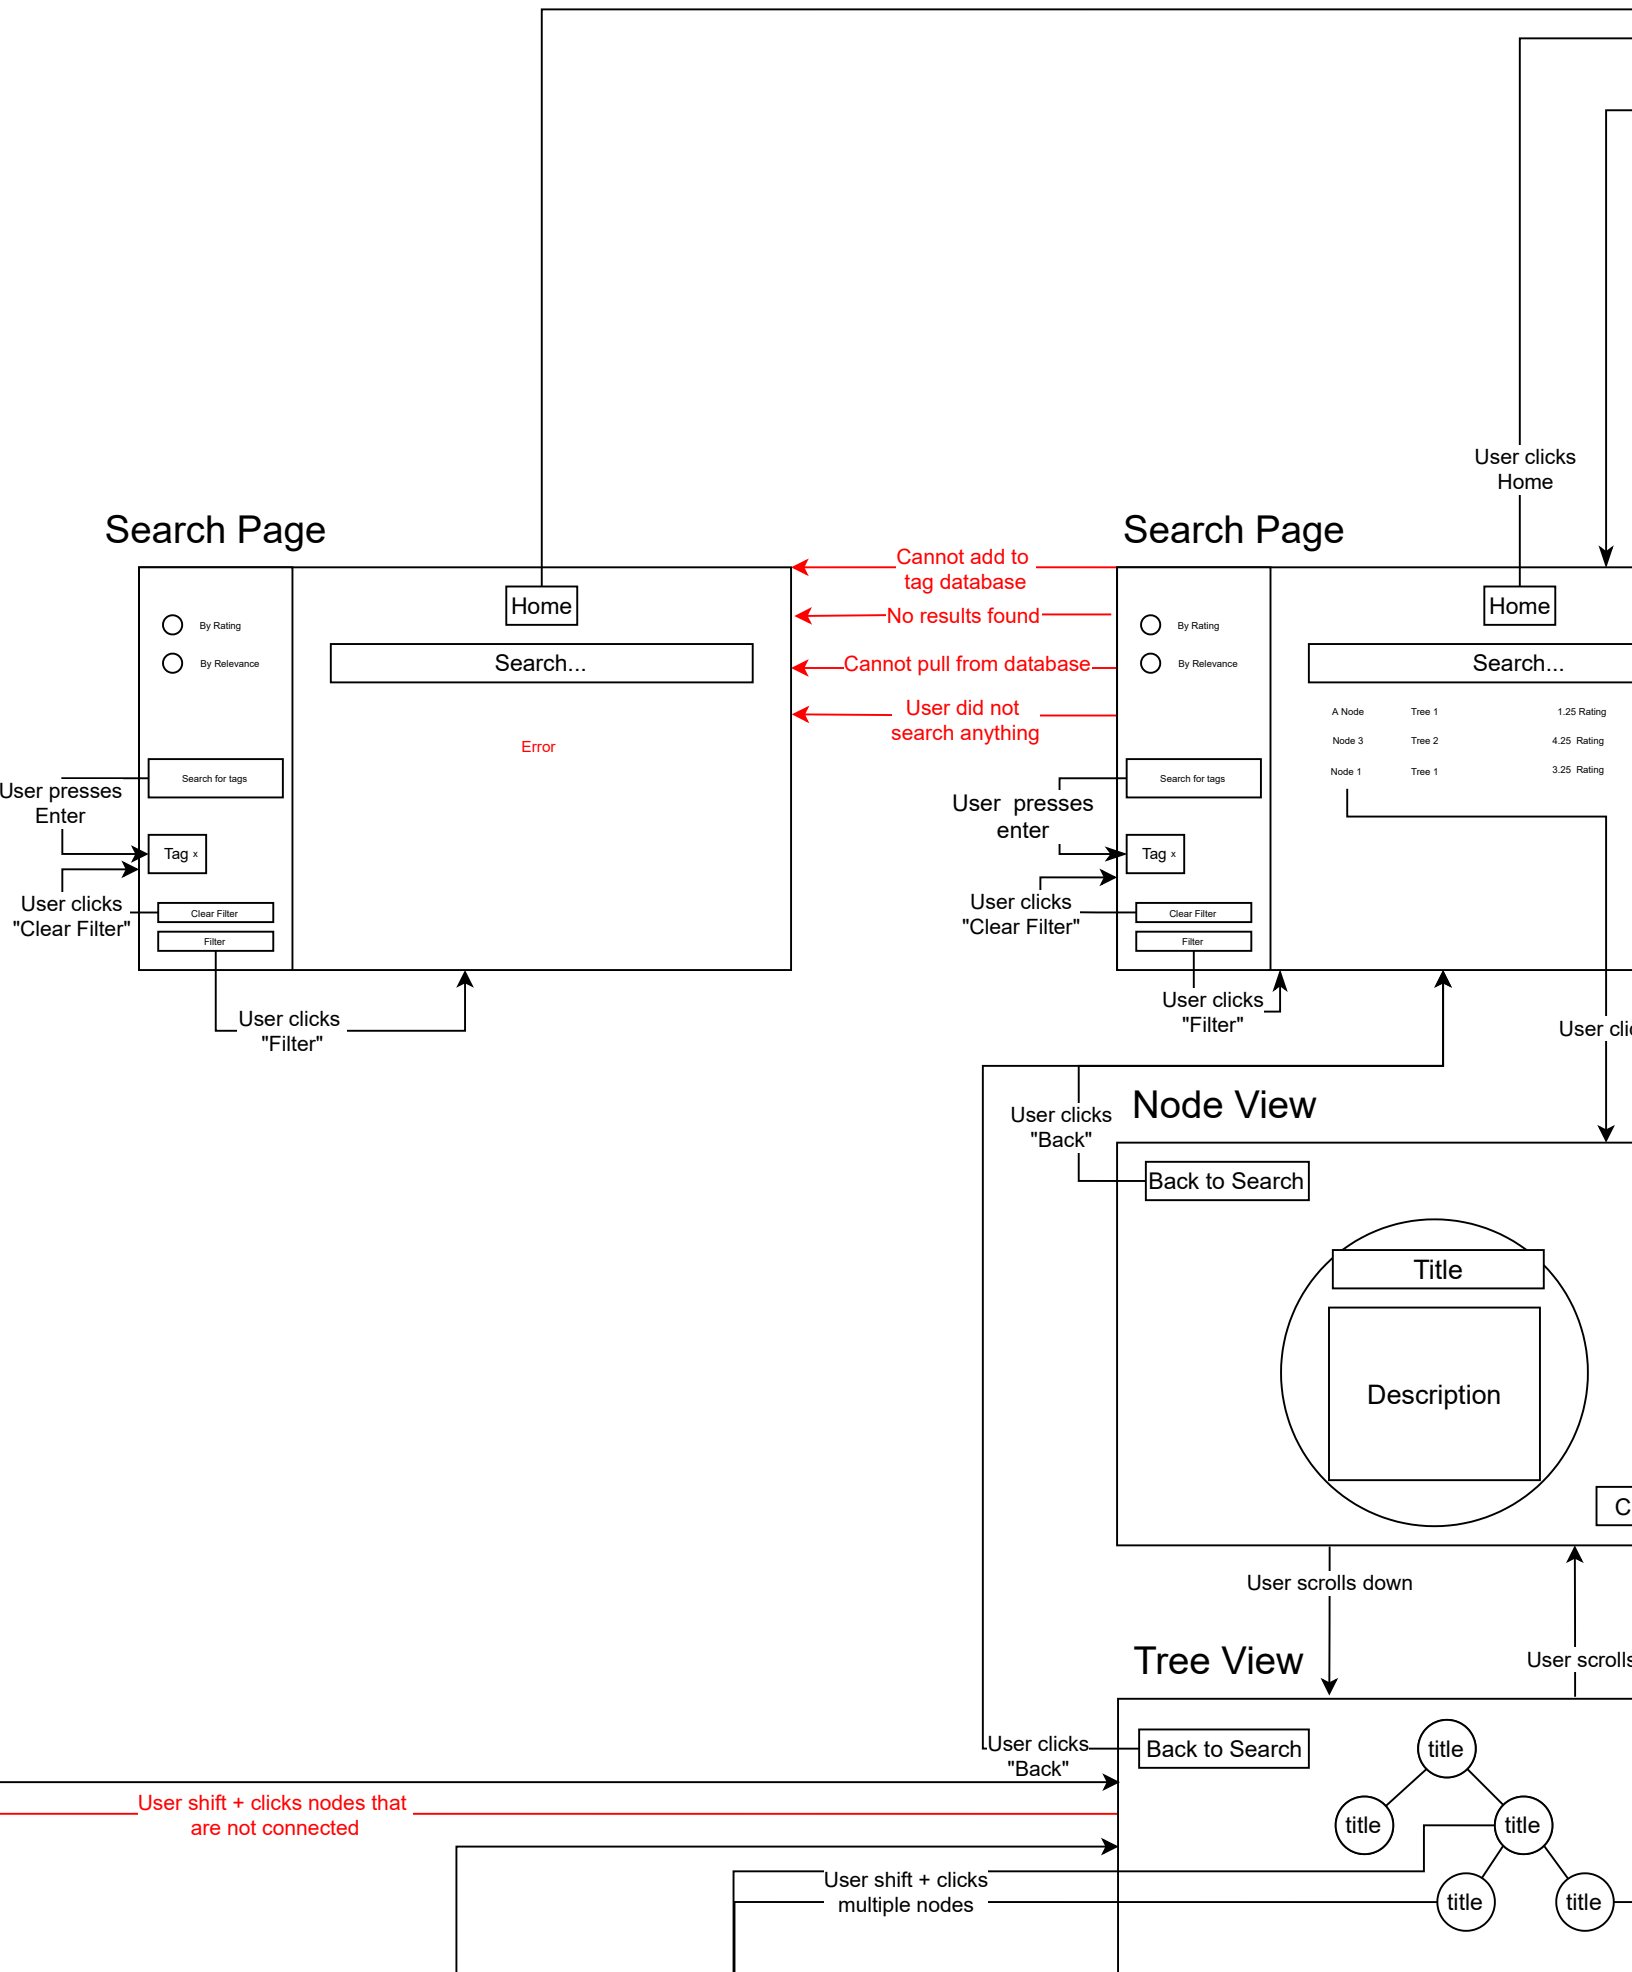 User clicks
Home
Search Page
Home
By Rating
By Relevance
Search...
Error
Search for tags
User presses
Enter
Tag x
User clicks
"Clear Filter"
Clear Filter
Filter
User clicks
"Filter"
Cannot add to
tag database
No results found
Cannot pull from database
User did not
search anything
Search Page
Home
By Rating
By Relevance
Search...
A Node Tree 1 1.25 Rating
Node 3 Tree 2 4.25 Rating
Node 1 Tree 1 3.25 Rating
Search for tags
User presses
enter
Tag x
User clicks
"Clear Filter"
Clear Filter
Filter
User clicks
"Filter"
User
User clicks
"Back"
Node View
Back to Search
Title
Description
User scrolls down
User scrolls
Tree View
Back to Search
User clicks
"Back"
title
title
title
title
title
User shift + clicks nodes that
are not connected
User shift + clicks
multiple nodes